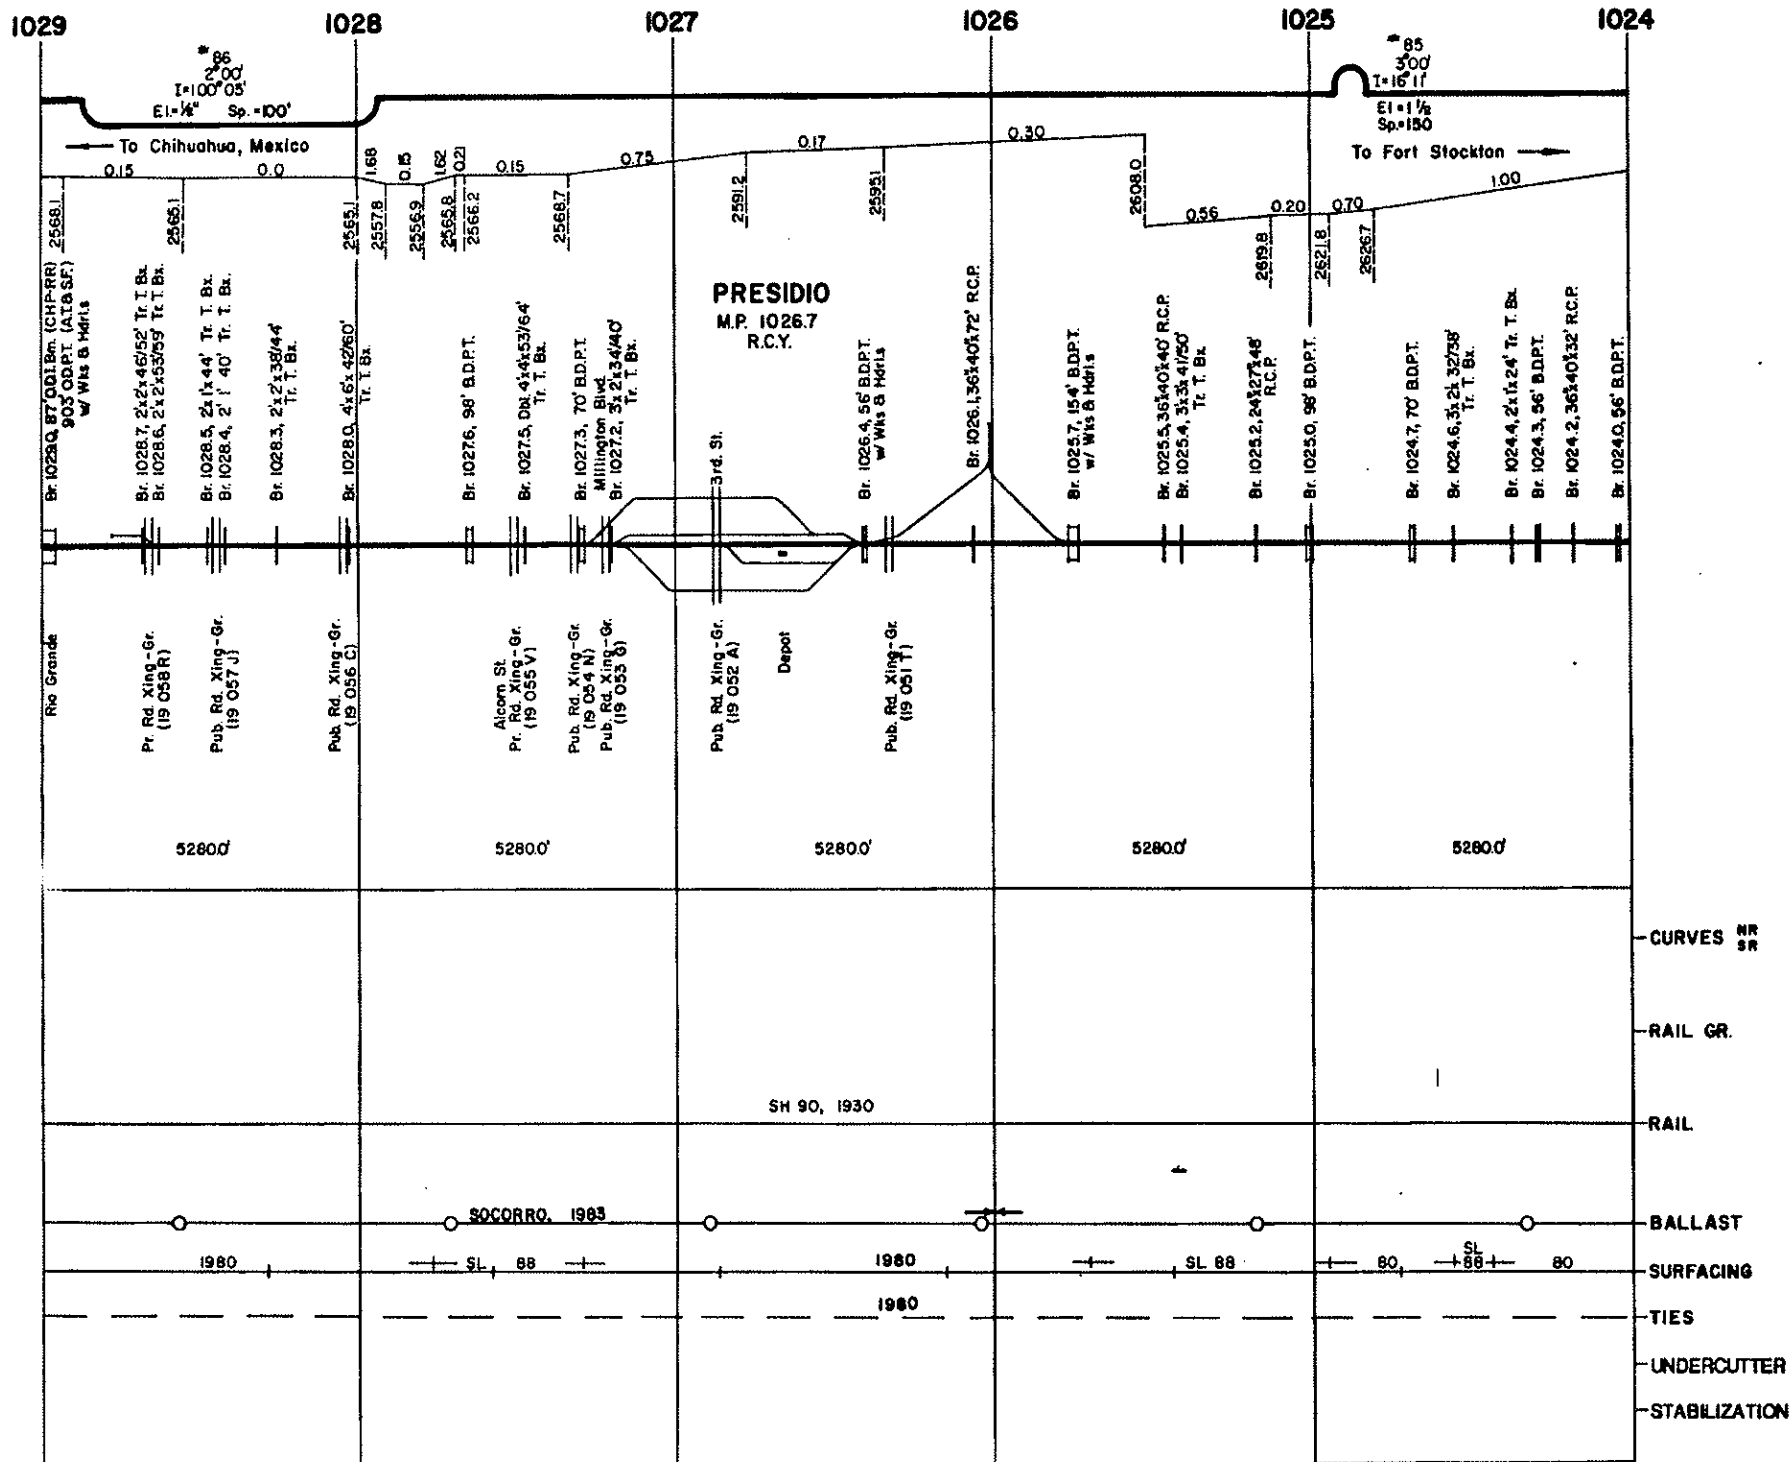 1029 1028 1027 1026 1025 1024
# 86
2°00'
I=100°05'
El.=½" Sp.=100'
# 85
3°00'
I=16°11'
El=1½
Sp.=150
To Chihuahua, Mexico
To Fort Stockton
0.15 0.0 1.68 0.15 1.62 0.21 0.15 0.75 0.17 0.30 0.56 0.20 0.70 1.00
2568.1 2565.1 2565.1 2557.8 2556.9 2565.8 2566.2 2568.7 2591.2 2595.1 2608.0 2619.8 2621.8 2626.7
PRESIDIO
M.P. 1026.7
R.C.Y.
Br. 1029.0, 87' O.D.I.Bm. (CHP-RR)
903' O.D.P.T. (A.T.& S.F.)
w/ Wks & Hdrls
Br. 1028.7, 2'x2'x46'/52' Tr. T. Bx.
Br. 1028.6, 2'x2'x53'/59' Tr. T. Bx.
Br. 1028.5, 2'x1'x44' Tr. T. Bx.
Br. 1028.4, 2' 1' 40' Tr. T. Bx.
Br. 1028.3, 2'x2'x38'/44'
Tr. T. Bx.
Br. 1028.0, 4'x6'x42'/60'
Tr. T. Bx.
Br. 1027.6, 98' B.D.P.T.
Br. 1027.5, Dbl. 4'x4'x53'/64'
Tr. T. Bx.
Br. 1027.3, 70' B.D.P.T.
Millington Blvd.
Br. 1027.2, 3'x2'x34'/40'
Tr. T. Bx.
3rd. St.
Br. 1026.4, 56' B.D.P.T.
w/ Wks & Hdrls
Br. 1026.1, 36"x40"x72' R.C.P.
Br. 1025.7, 154' B.D.P.T.
w/ Wks & Hdrls
Br. 1025.5, 36"x40"x40' R.C.P.
Br. 1025.4, 3'x3'x41'/50'
Tr. T. Bx.
Br. 1025.2, 24"x27"x48'
R.C.P.
Br. 1025.0, 98' B.D.P.T.
Br. 1024.7, 70' B.D.P.T.
Br. 1024.6, 3'x2'x32'/38'
Tr. T. Bx.
Br. 1024.4, 2'x1'x24' Tr. T. Bx.
Br. 1024.3, 56' B.D.P.T.
Br. 1024.2, 36"x40"x32' R.C.P.
Br. 1024.0, 56' B.D.P.T.
Rio Grande
Pr. Rd. Xing-Gr.
(19 058 R)
Pub. Rd. Xing-Gr.
(19 057 J)
Pub. Rd. Xing-Gr.
(19 056 C)
Alcorn St.
Pr. Rd. Xing-Gr.
(19 055 V)
Pub. Rd. Xing-Gr.
(19 054 N)
Pub. Rd. Xing-Gr.
(19 053 G)
Pub. Rd. Xing-Gr.
(19 052 A)
Depot
Pub. Rd. Xing-Gr.
(19 051 T)
5280.0' 5280.0' 5280.0' 5280.0' 5280.0'
CURVES NR
SR
RAIL GR.
SH 90, 1930
RAIL
SOCORRO, 1983
BALLAST
1980 SL 88 1980 SL 88 80 SL 88 80
SURFACING
1980
TIES
UNDERCUTTER
STABILIZATION